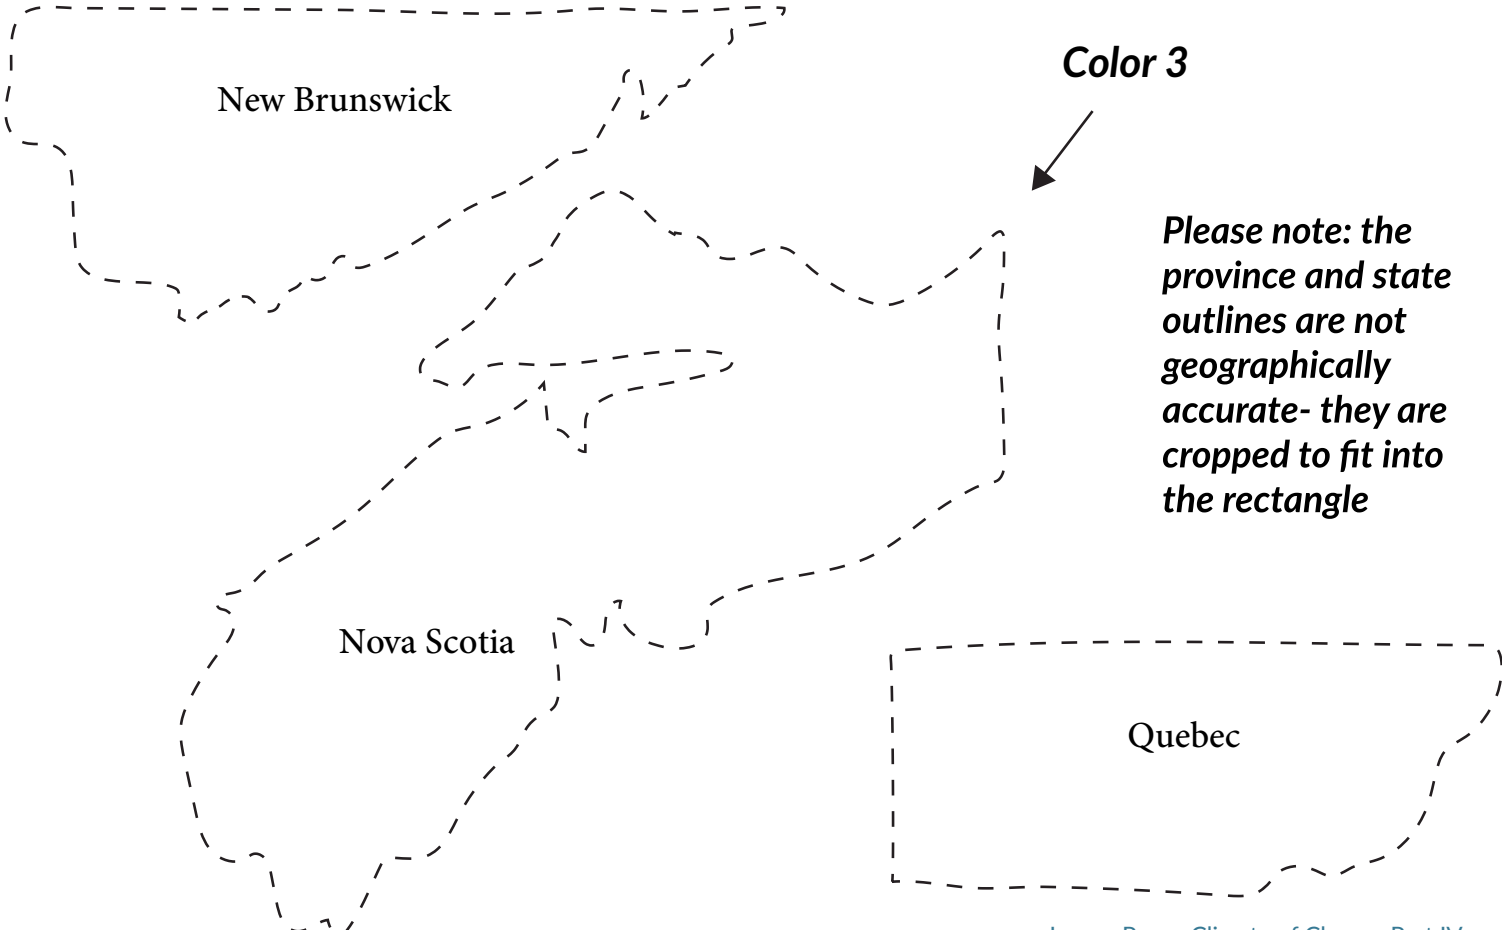 New Brunswick
Color 3
Please note: the
province and state
outlines are not
geographically
accurate- they are
cropped to fit into
the rectangle
Nova Scotia
Quebec